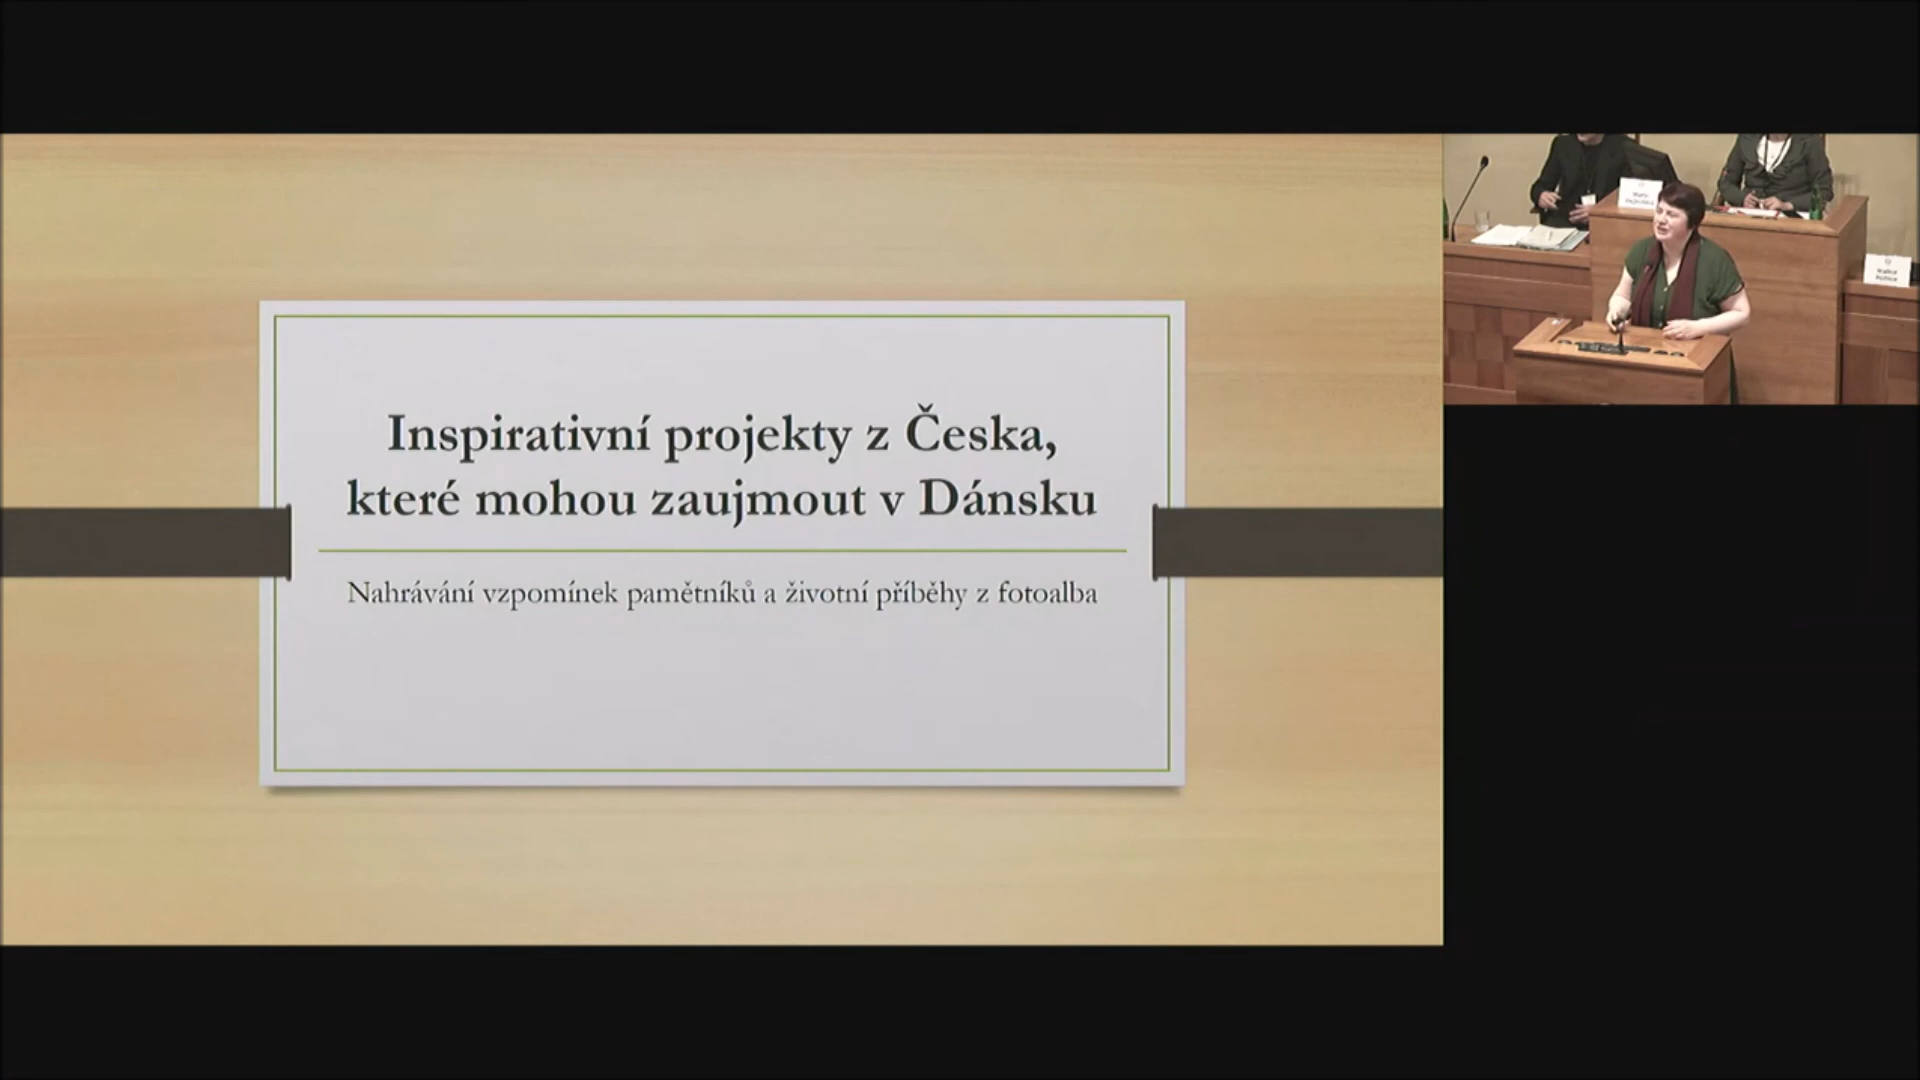 Inspirativní projekty z Česka,
které mohou zaujmout v Dánsku
Nahrávání vzpomínek pamětníků a životní příběhy z fotoalba